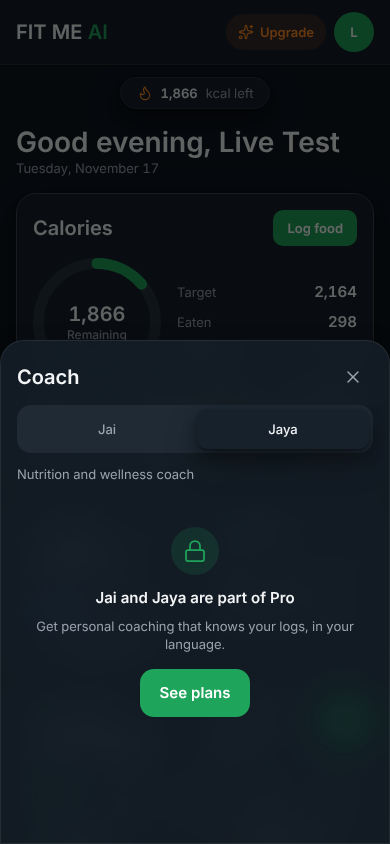 FIT ME AI
Upgrade
L
1,866 kcal left
Good evening, Live Test
Tuesday, November 17
Calories
Log food
1,866
Remaining
Target 2,164
Eaten 298
Coach
Jai
Jaya
Nutrition and wellness coach
Jai and Jaya are part of Pro
Get personal coaching that knows your logs, in your
language.
See plans